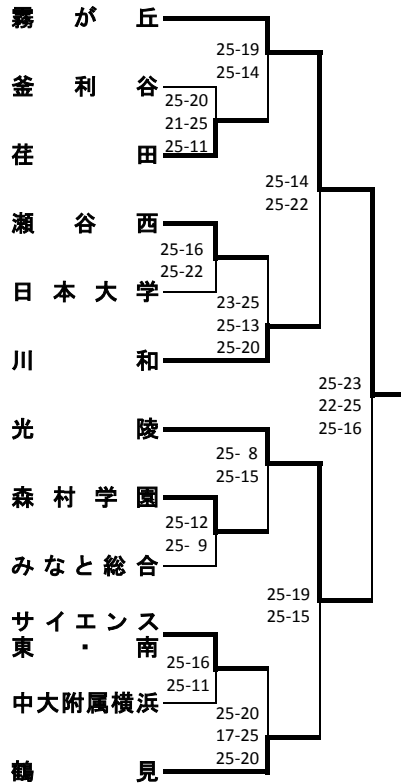 霧が丘
25-19
25-14
釜利谷
25-20
21-25
25-11
荏田
25-14
25-22
瀬谷西
25-16
25-22
日本大学
23-25
25-13
25-20
川和
25-23
22-25
25-16
光陵
25- 8
25-15
森村学園
25-12
25- 9
みなと総合
25-19
25-15
サイエンス
東・南
25-16
25-11
中大附属横浜
25-20
17-25
25-20
鶴見